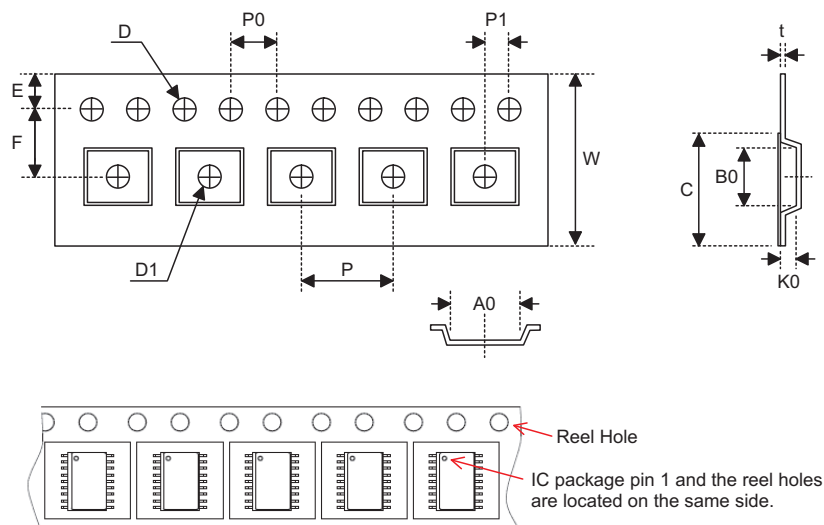 D
P0
P1
t
E
F
W
C
B0
D1
P
K0
A0
Reel Hole
IC package pin 1 and the reel holes
are located on the same side.